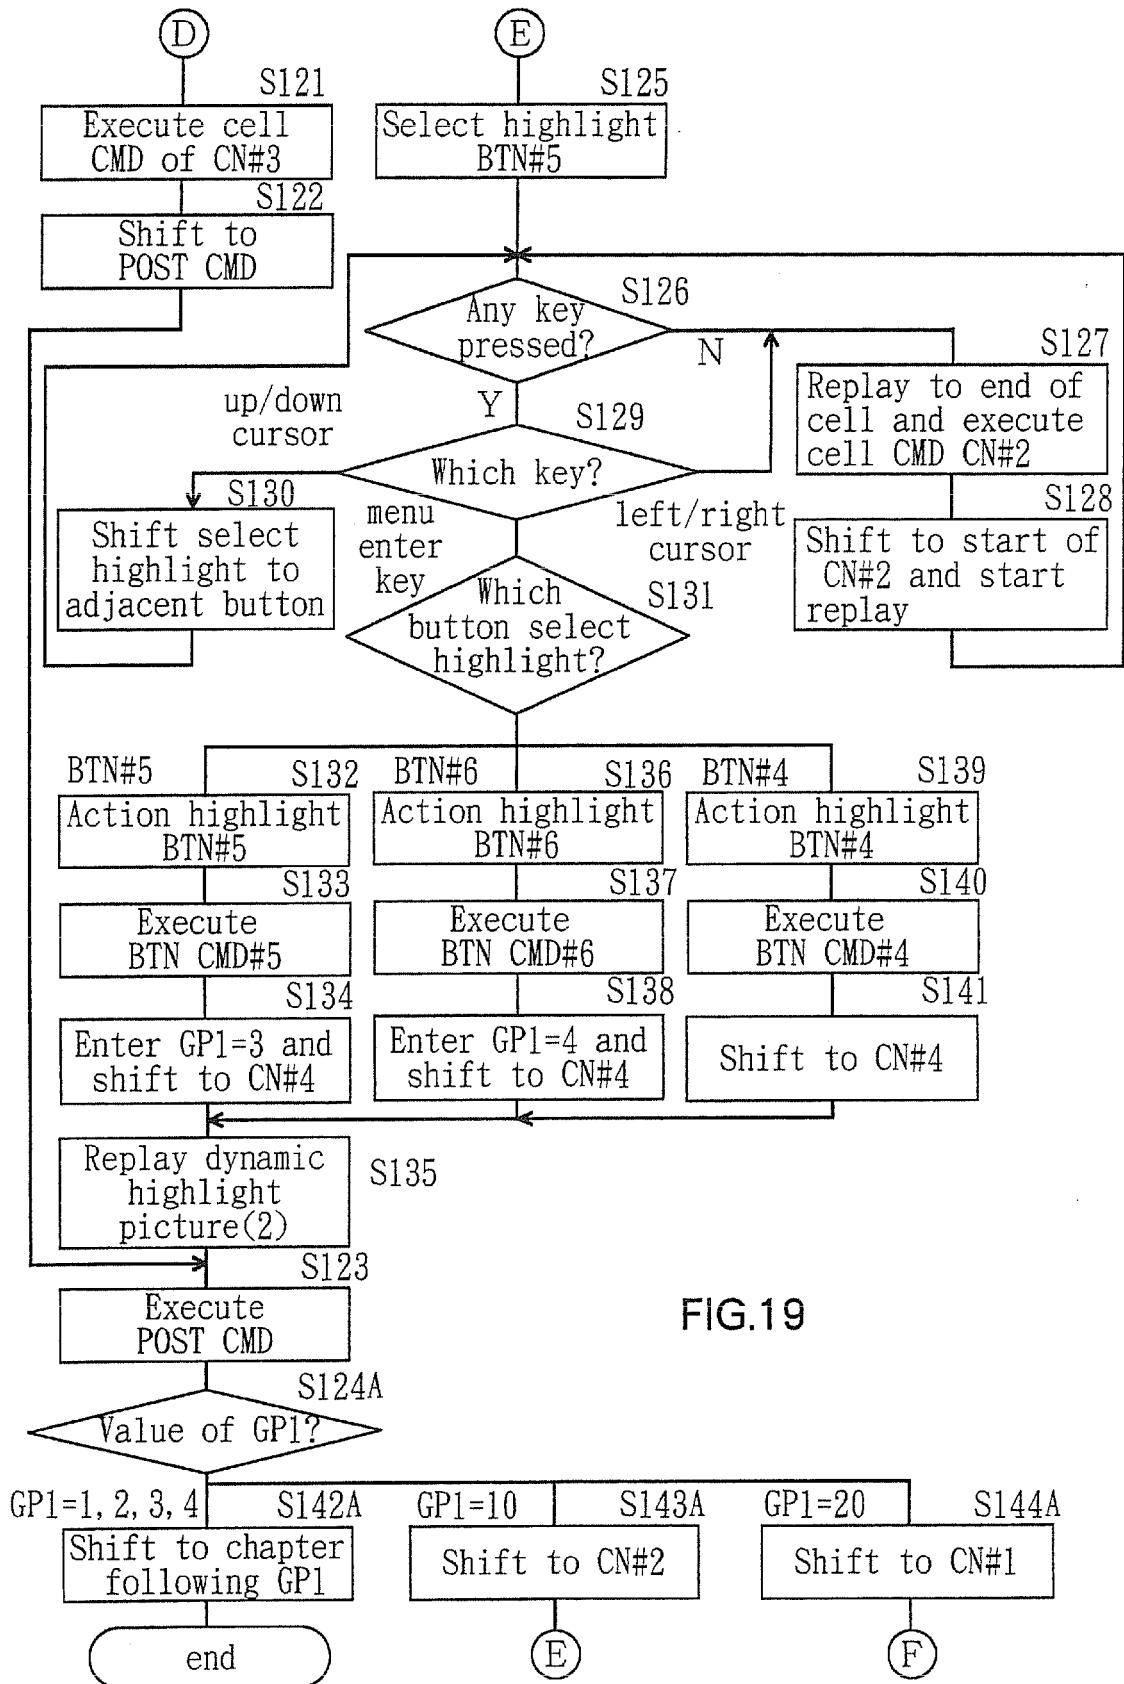 D
E
S121
Execute cell
CMD of CN#3
S125
Select highlight
BTN#5
S122
Shift to
POST CMD
S126
Any key
pressed?
N
Y
S127
Replay to end of
cell and execute
cell CMD CN#2
up/down
cursor
S129
Which key?
S128
Shift to start of
CN#2 and start
replay
S130
Shift select
highlight to
adjacent button
menu
enter
key
left/right
cursor
S131
Which
button select
highlight?
BTN#5
S132
Action highlight
BTN#5
BTN#6
S136
Action highlight
BTN#6
BTN#4
S139
Action highlight
BTN#4
S133
Execute
BTN CMD#5
S137
Execute
BTN CMD#6
S140
Execute
BTN CMD#4
S134
Enter GP1=3 and
shift to CN#4
S138
Enter GP1=4 and
shift to CN#4
S141
Shift to CN#4
Replay dynamic
highlight
picture(2)
S135
S123
Execute
POST CMD
FIG.19
S124A
Value of GP1?
GP1=1, 2, 3, 4
S142A
Shift to chapter
following GP1
GP1=10
S143A
Shift to CN#2
GP1=20
S144A
Shift to CN#1
end
E
F